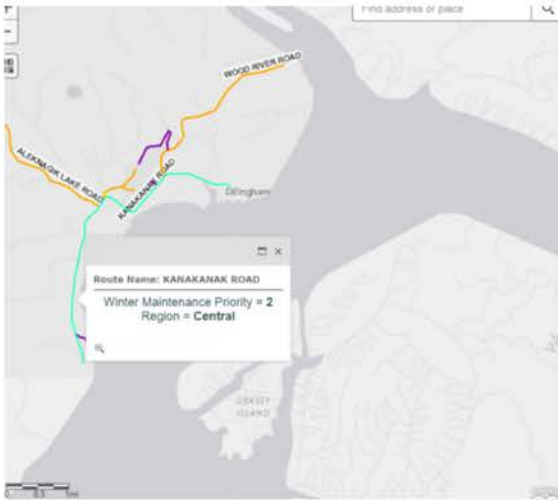 Find address or place
WOOD RIVER ROAD
ALEKNAGIK LAKE ROAD
KANAKANAK ROAD
Dillingham
Route Name: KANAKANAK ROAD
Winter Maintenance Priority = 2
Region = Central
GRASSY
ISLAND